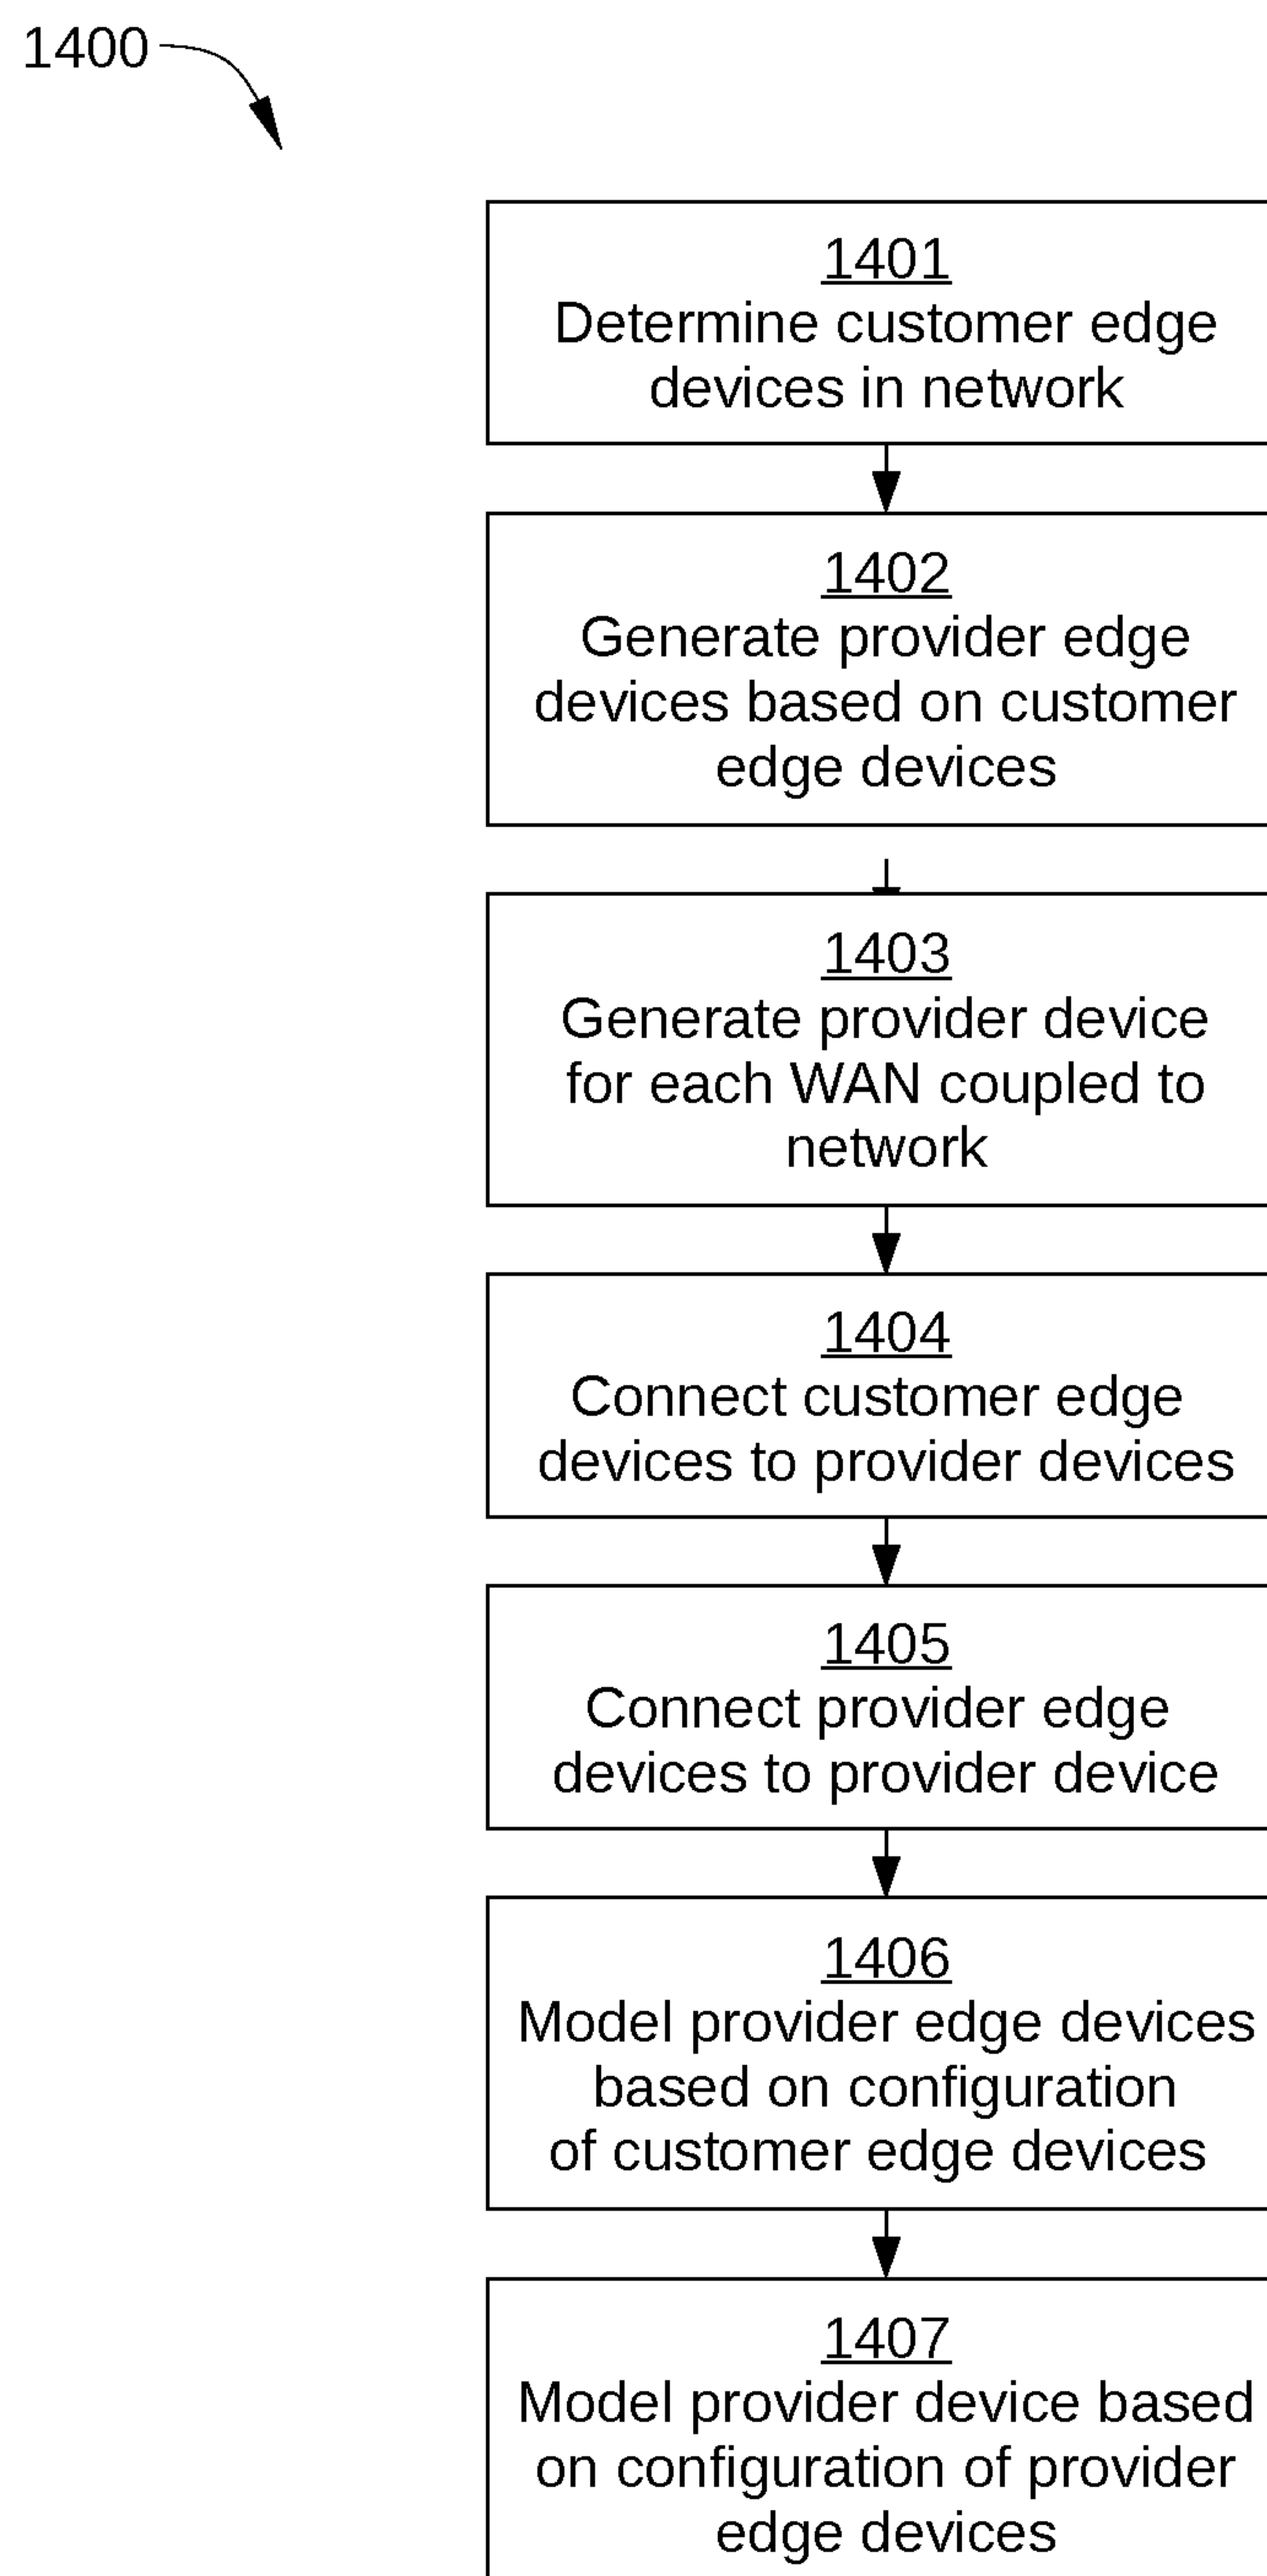 1400
1401
Determine customer edge
devices in network
1402
Generate provider edge
devices based on customer
edge devices
1403
Generate provider device
for each WAN coupled to
network
1404
Connect customer edge
devices to provider devices
1405
Connect provider edge
devices to provider device
1406
Model provider edge devices
based on configuration
of customer edge devices
1407
Model provider device based
on configuration of provider
edge devices